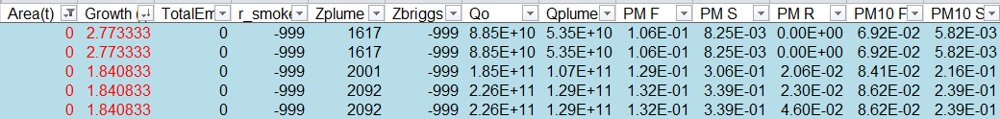 Area(t) Growth ( TotalEm r_smoke Zplume Zbriggs Qo Qplume PM F PM S PM R PM10 F PM10 S
0 2.773333 0 -999 1617 -999 8.85E+10 5.35E+10 1.06E-01 8.25E-03 0.00E+00 6.92E-02 5.82E-03
0 2.773333 0 -999 1617 -999 8.85E+10 5.35E+10 1.06E-01 8.25E-03 0.00E+00 6.92E-02 5.82E-03
0 1.840833 0 -999 2001 -999 1.85E+11 1.07E+11 1.29E-01 3.06E-01 2.06E-02 8.41E-02 2.16E-01
0 1.840833 0 -999 2092 -999 2.26E+11 1.29E+11 1.32E-01 3.39E-01 2.30E-02 8.62E-02 2.39E-01
0 1.840833 0 -999 2092 -999 2.26E+11 1.29E+11 1.32E-01 3.39E-01 4.60E-02 8.62E-02 2.39E-01